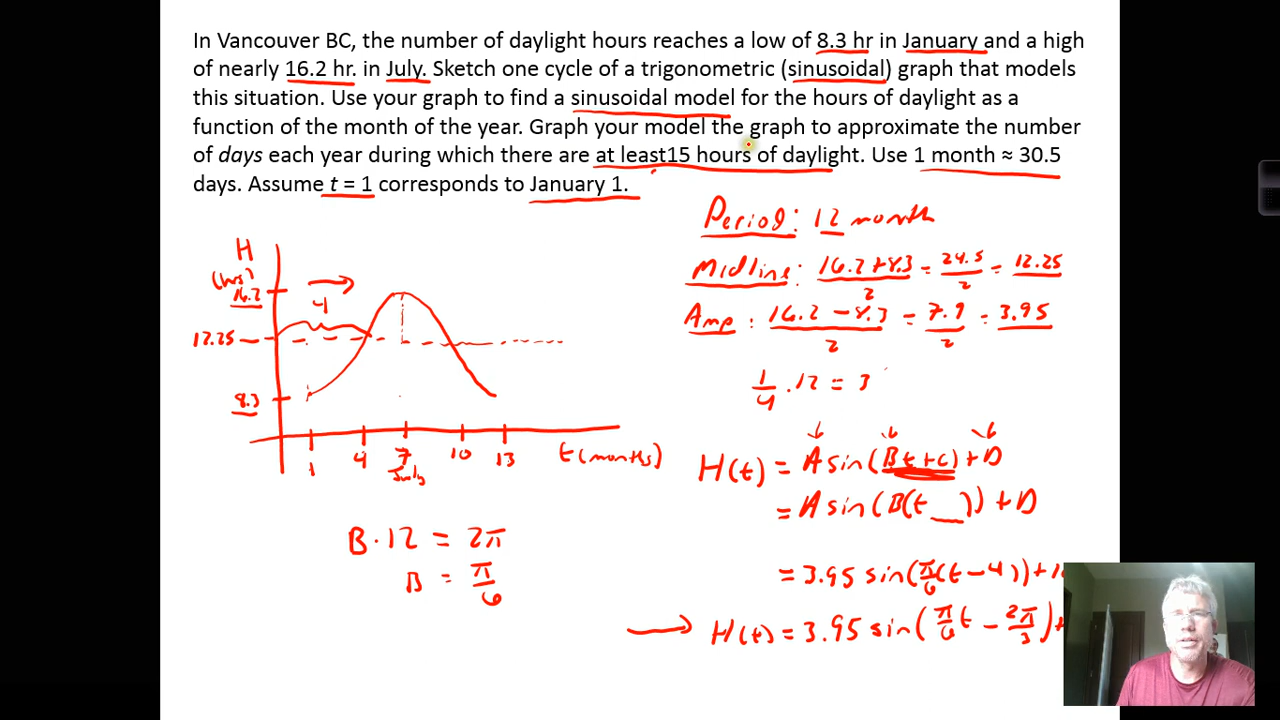 In Vancouver BC, the number of daylight hours reaches a low of 8.3 hr in January and a high
of nearly 16.2 hr. in July. Sketch one cycle of a trigonometric (sinusoidal) graph that models
this situation. Use your graph to find a sinusoidal model for the hours of daylight as a
function of the month of the year. Graph your model the graph to approximate the number
of days each year during which there are at least15 hours of daylight. Use 1 month ≈ 30.5
days. Assume t = 1 corresponds to January 1.
Period: 12 month
Midline: (16.2+8.3)/2 = 24.5/2 = 12.25
Amp: (16.2 - 8.3)/2 = 7.9/2 = 3.95
1/4 · 12 = 3
H
(hrs)
16.2
4
12.25
8.3
1 4 7 10 13 t(months)
July
H(t) = A sin(Bt+C)+D
= A sin(B(t __)) + D
B·12 = 2π
B = π/6
= 3.95 sin(π/6(t-4))+
H(t) = 3.95 sin(π/6 t - 2π/3)+